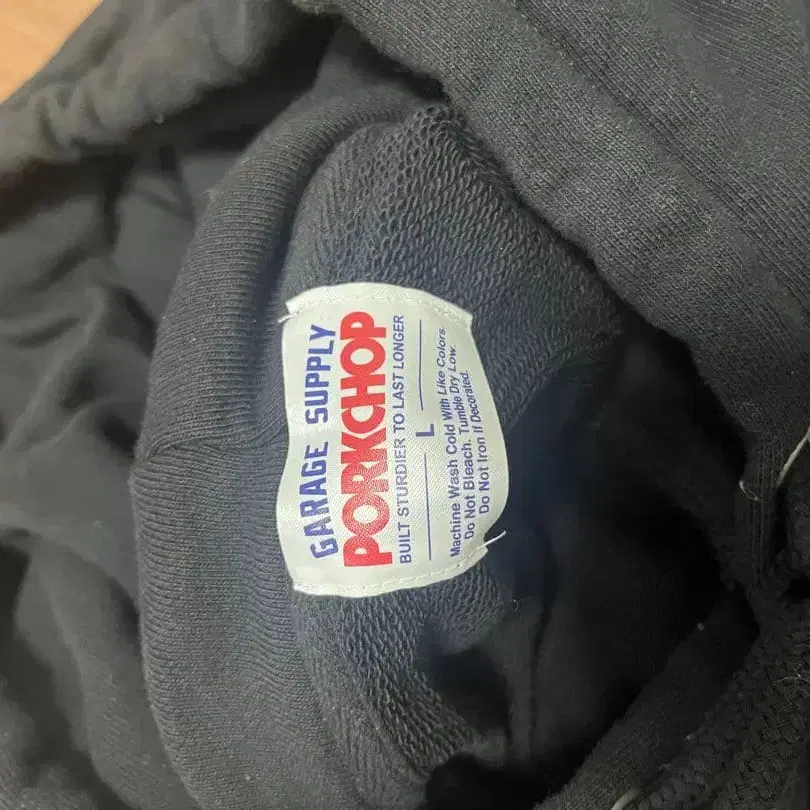 GARAGE SUPPLY
PORKCHOP
BUILT STURDIER TO LAST LONGER
L
Machine Wash Cold With Like Colors.
Do Not Bleach. Tumble Dry Low.
Do Not Iron If Decorated.